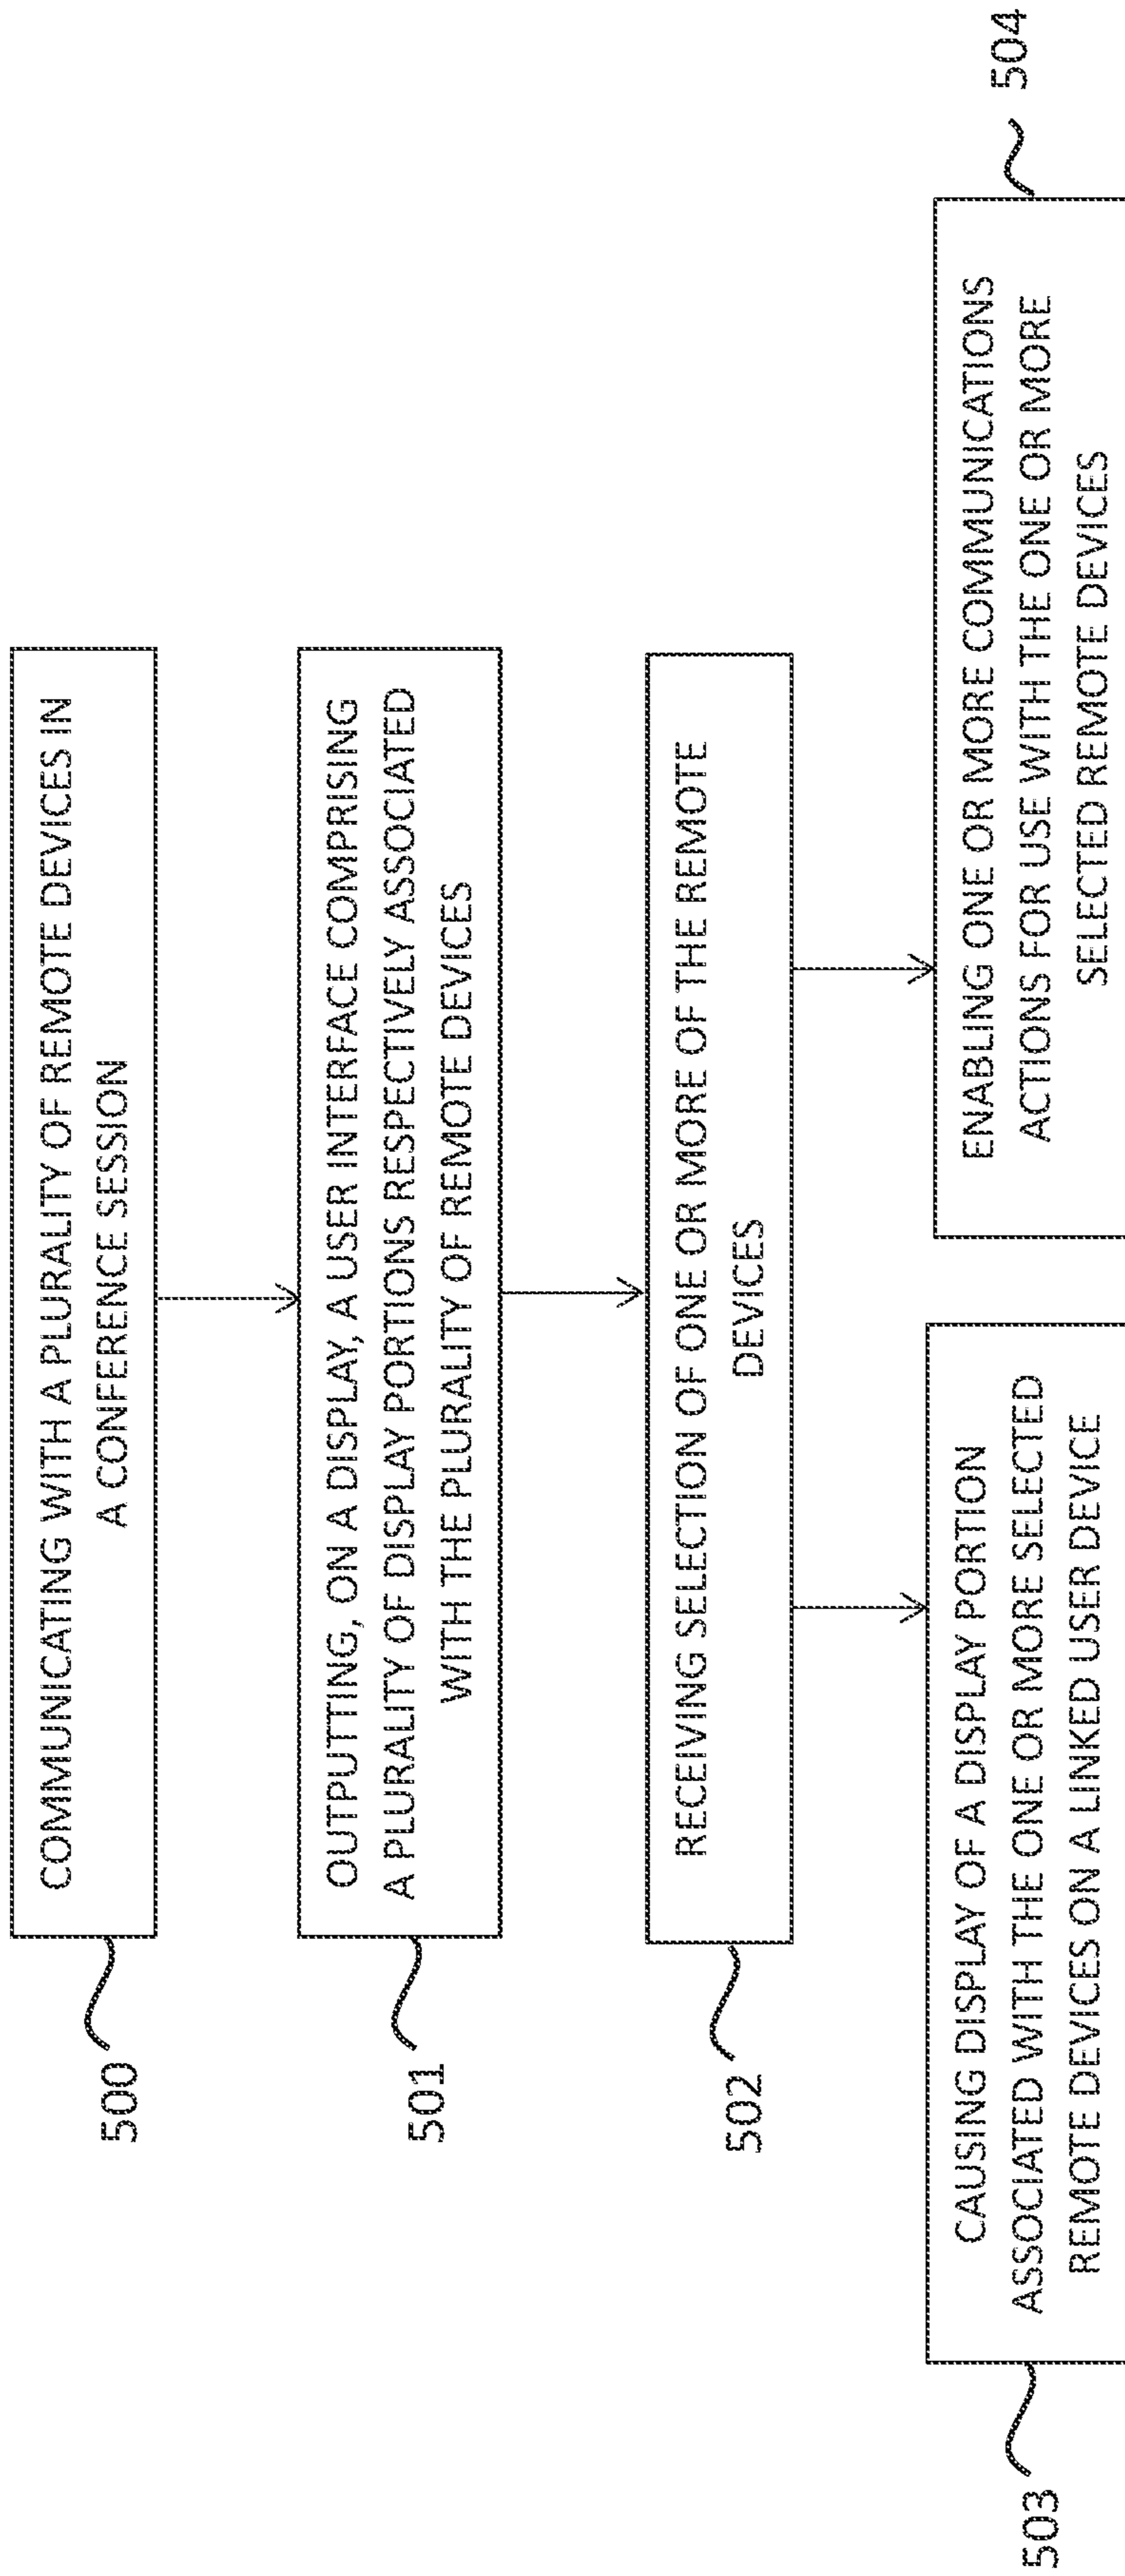 500
COMMUNICATING WITH A PLURALITY OF REMOTE DEVICES IN
A CONFERENCE SESSION
501
OUTPUTTING, ON A DISPLAY, A USER INTERFACE COMPRISING
A PLURALITY OF DISPLAY PORTIONS RESPECTIVELY ASSOCIATED
WITH THE PLURALITY OF REMOTE DEVICES
502
RECEIVING SELECTION OF ONE OR MORE OF THE REMOTE
DEVICES
503
CAUSING DISPLAY OF A DISPLAY PORTION
ASSOCIATED WITH THE ONE OR MORE SELECTED
REMOTE DEVICES ON A LINKED USER DEVICE
504
ENABLING ONE OR MORE COMMUNICATIONS
ACTIONS FOR USE WITH THE ONE OR MORE
SELECTED REMOTE DEVICES